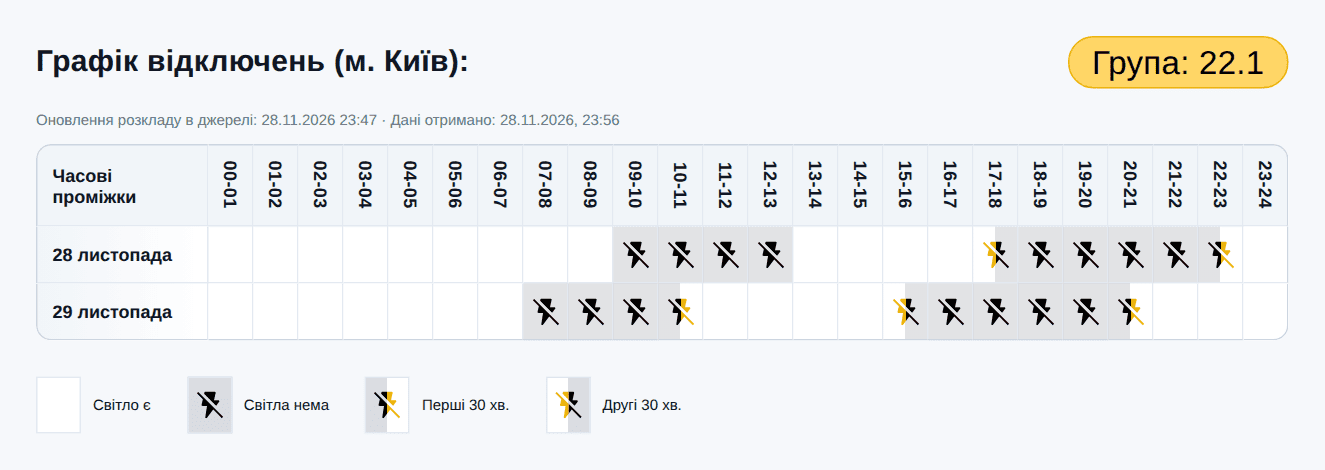 Графік відключень (м. Київ):
Група: 22.1
Оновлення розкладу в джерелі: 28.11.2026 23:47 · Дані отримано: 28.11.2026, 23:56
Часові
проміжки
00-01
01-02
02-03
03-04
04-05
05-06
06-07
07-08
08-09
09-10
10-11
11-12
12-13
13-14
14-15
15-16
16-17
17-18
18-19
19-20
20-21
21-22
22-23
23-24
28 листопада
29 листопада
Світло є
Світла нема
Перші 30 хв.
Другі 30 хв.